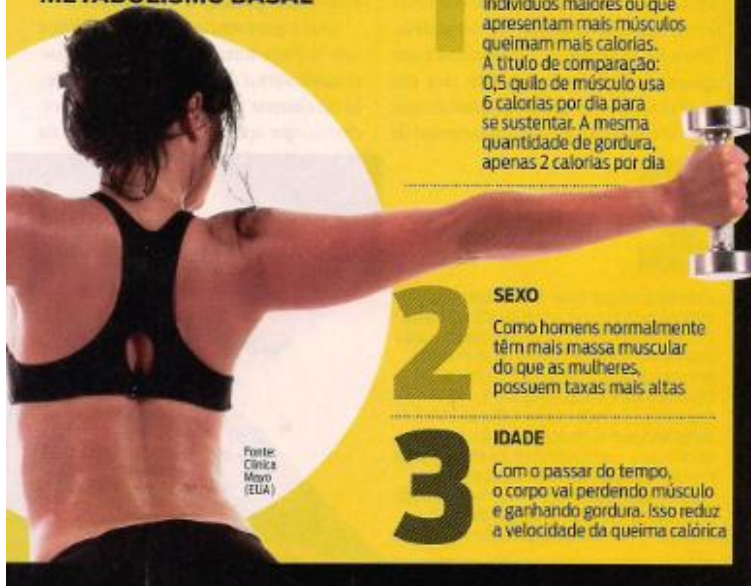 METABOLISMO BASAL
1
Indivíduos maiores ou que
apresentam mais músculos
queimam mais calorias.
A título de comparação:
0,5 quilo de músculo usa
6 calorias por dia para
se sustentar. A mesma
quantidade de gordura,
apenas 2 calorias por dia
2
SEXO
Como homens normalmente
têm mais massa muscular
do que as mulheres,
possuem taxas mais altas
3
IDADE
Com o passar do tempo,
o corpo vai perdendo músculo
e ganhando gordura. Isso reduz
a velocidade da queima calórica
Fonte:
Clínica
Mayo
(EUA)